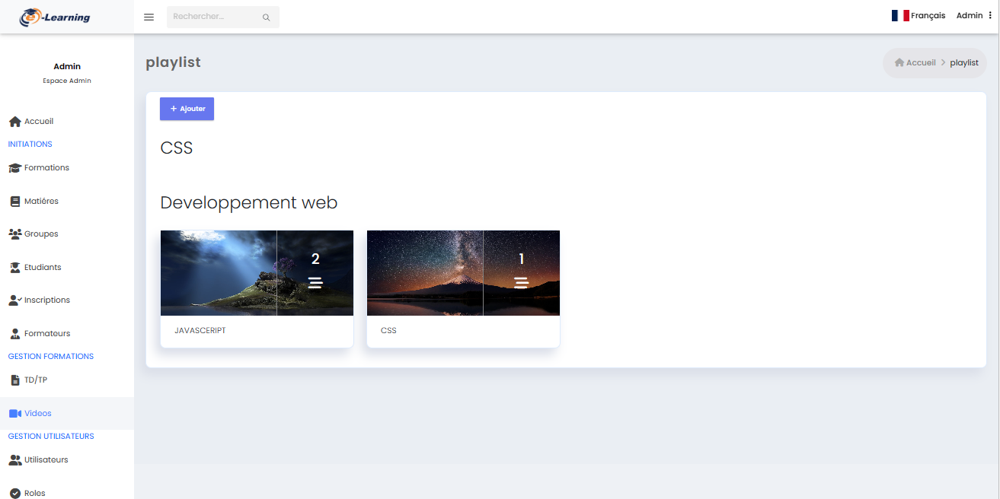 e-Learning
Rechercher...
Français
Admin
Admin
Espace Admin
Accueil
INITIATIONS
Formations
Matiéres
Groupes
Etudiants
Inscriptions
Formateurs
GESTION FORMATIONS
TD/TP
Videos
GESTION UTILISATEURS
Utilisateurs
Roles
playlist
Accueil > playlist
+ Ajouter
CSS
Developpement web
2
JAVASCERIPT
1
CSS